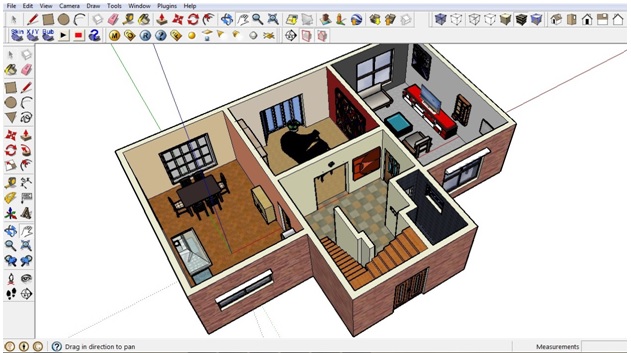 File Edit View Camera Draw Tools Window Plugins Help
Drag in direction to pan
Measurements